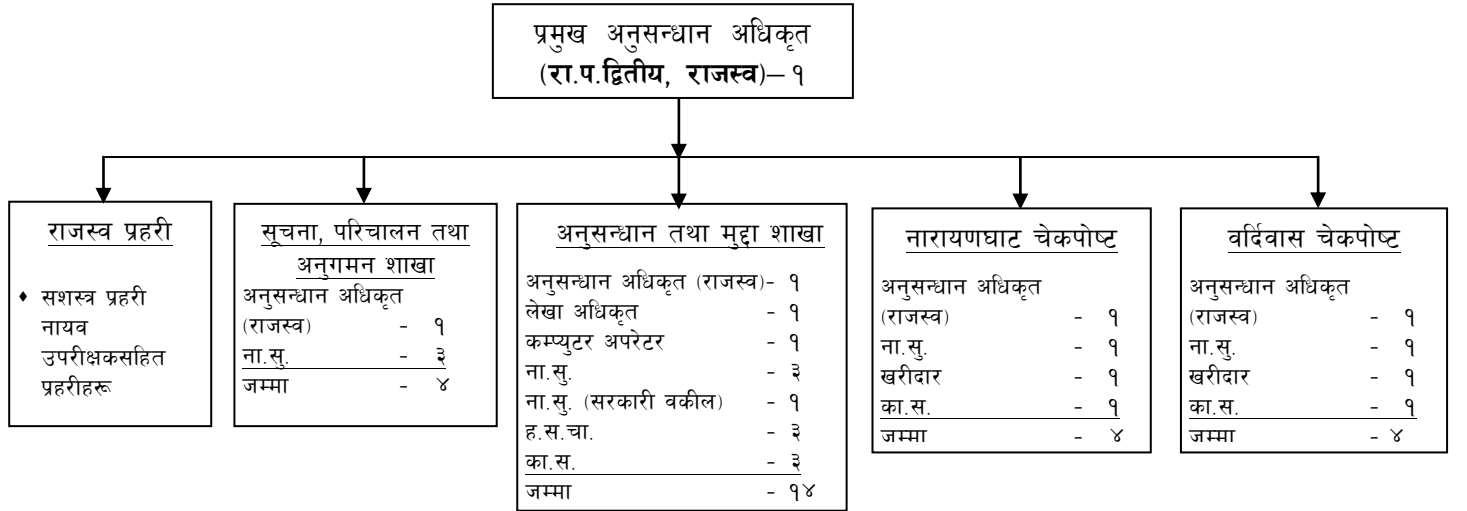 प्रमुख अनुसन्धान अधिकृत
(रा.प.द्वितीय, राजस्व)– १
राजस्व प्रहरी
♦ सशस्त्र प्रहरी
नायव
उपरीक्षकसहित
प्रहरीहरू
सूचना, परिचालन तथा
अनुगमन शाखा
अनुसन्धान अधिकृत
(राजस्व) - १
ना.सु. - ३
जम्मा - ४
अनुसन्धान तथा मुद्दा शाखा
अनुसन्धान अधिकृत (राजस्व)- १
लेखा अधिकृत - १
कम्प्युटर अपरेटर - १
ना.सु. - ३
ना.सु. (सरकारी वकील) - १
ह.स.चा. - ३
का.स. - ३
जम्मा - १४
नारायणघाट चेकपोष्ट
अनुसन्धान अधिकृत
(राजस्व) - १
ना.सु. - १
खरीदार - १
का.स. - १
जम्मा - ४
वर्दिवास चेकपोष्ट
अनुसन्धान अधिकृत
(राजस्व) - १
ना.सु. - १
खरीदार - १
का.स. - १
जम्मा - ४